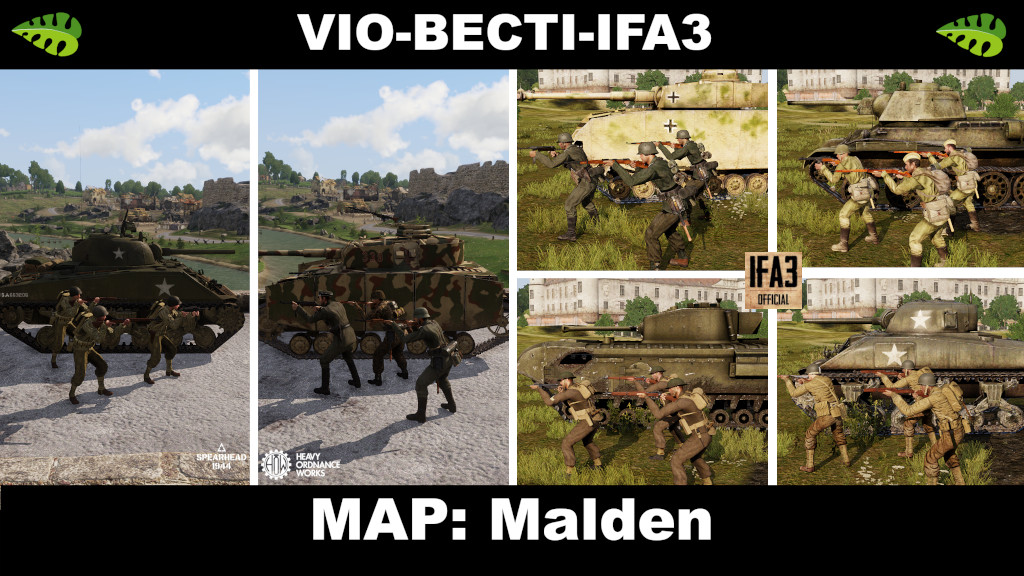 VIO-BECTI-IFA3
IFA3
OFFICIAL
SPEARHEAD
1944
HEAVY
ORDNANCE
WORKS
MAP: Malden